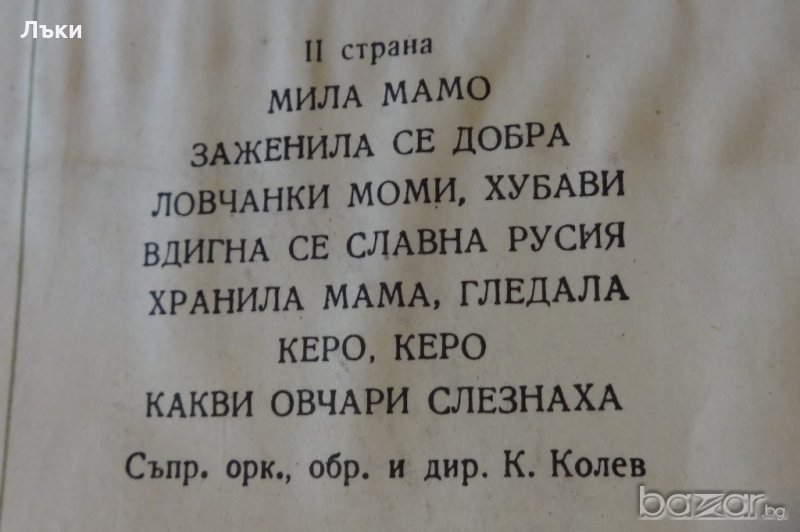 Лъки
II страна
МИЛА МАМО
ЗАЖЕНИЛА СЕ ДОБРА
ЛОВЧАНКИ МОМИ, ХУБАВИ
ВДИГНА СЕ СЛАВНА РУСИЯ
ХРАНИЛА МАМА, ГЛЕДАЛА
КЕРО, КЕРО
КАКВИ ОВЧАРИ СЛЕЗНАХА
Съпр. орк., обр. и дир. К. Колев
bazar.bg